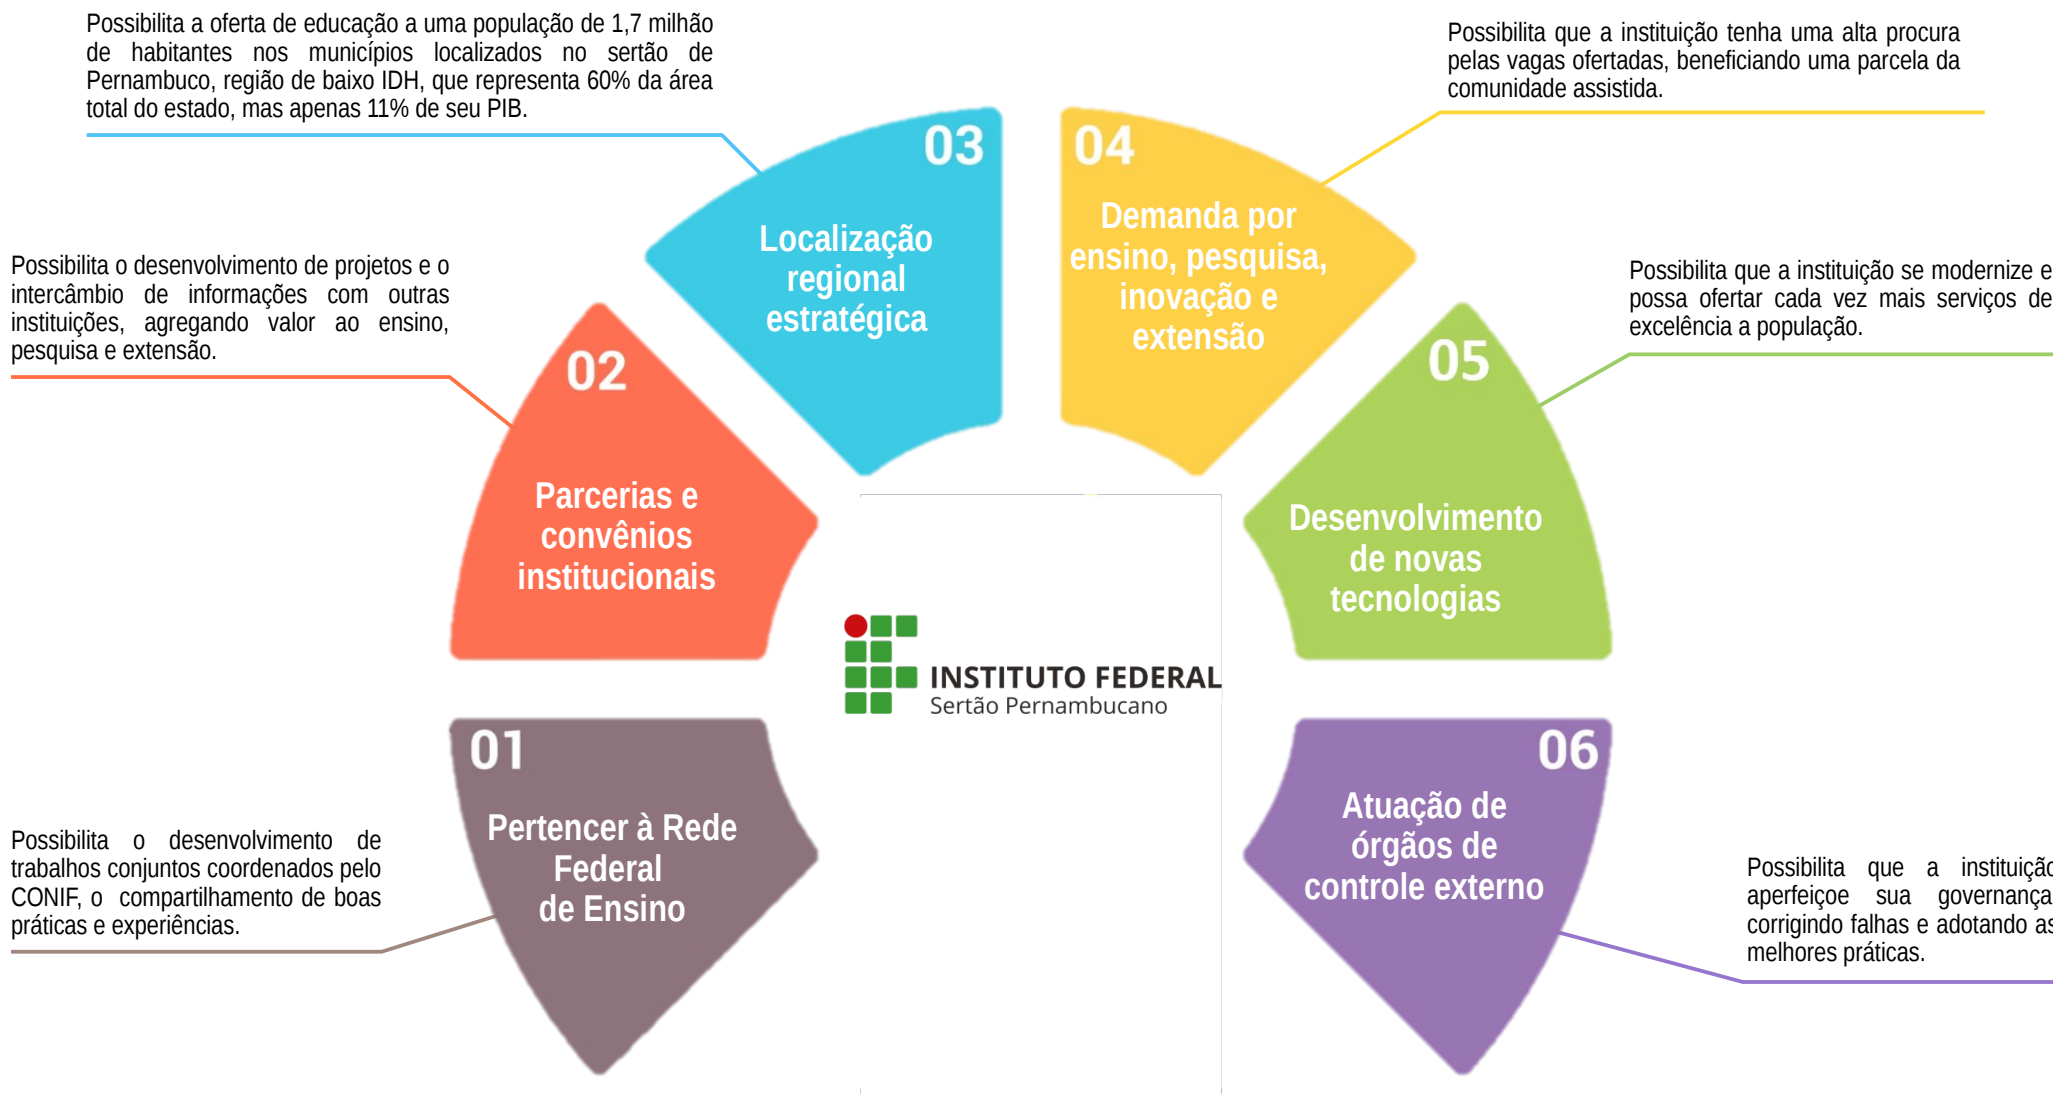 Possibilita a oferta de educação a uma população de 1,7 milhão
de habitantes nos municípios localizados no sertão de
Pernambuco, região de baixo IDH, que representa 60% da área
total do estado, mas apenas 11% de seu PIB.
Possibilita que a instituição tenha uma alta procura
pelas vagas ofertadas, beneficiando uma parcela da
comunidade assistida.
03
Localização
regional
estratégica
04
Demanda por
ensino, pesquisa,
inovação e
extensão
Possibilita o desenvolvimento de projetos e o
intercâmbio de informações com outras
instituições, agregando valor ao ensino,
pesquisa e extensão.
02
Parcerias e
convênios
institucionais
Possibilita que a instituição se modernize e
possa ofertar cada vez mais serviços de
excelência a população.
05
Desenvolvimento
de novas
tecnologias
INSTITUTO FEDERAL
Sertão Pernambucano
01
Pertencer à Rede
Federal
de Ensino
Possibilita o desenvolvimento de
trabalhos conjuntos coordenados pelo
CONIF, o compartilhamento de boas
práticas e experiências.
06
Atuação de
órgãos de
controle externo
Possibilita que a instituição
aperfeiçoe sua governança
corrigindo falhas e adotando as
melhores práticas.